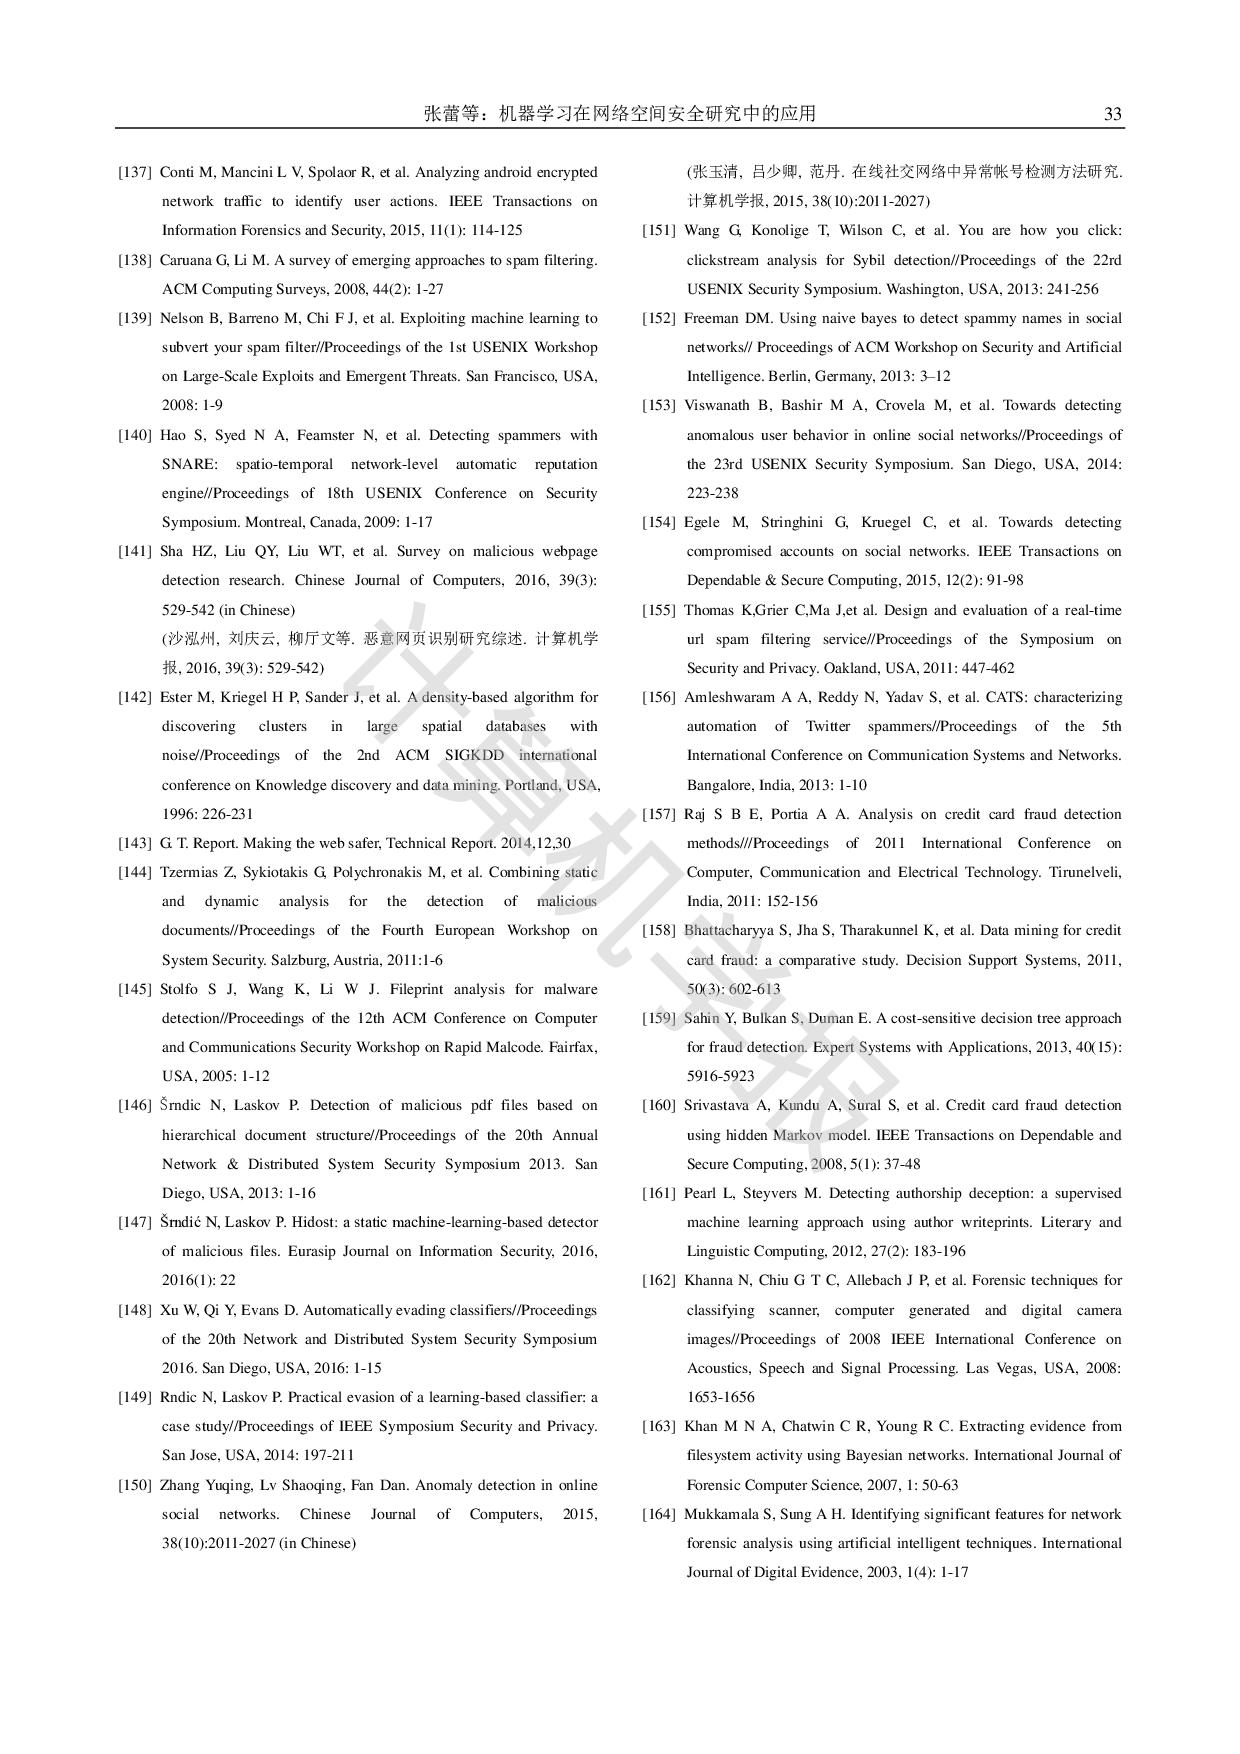 张蕾等：机器学习在网络空间安全研究中的应用 33
[137] Conti M, Mancini L V, Spolaor R, et al. Analyzing android encrypted
network traffic to identify user actions. IEEE Transactions on
Information Forensics and Security, 2015, 11(1): 114-125
[138] Caruana G, Li M. A survey of emerging approaches to spam filtering.
ACM Computing Surveys, 2008, 44(2): 1-27
[139] Nelson B, Barreno M, Chi F J, et al. Exploiting machine learning to
subvert your spam filter//Proceedings of the 1st USENIX Workshop
on Large-Scale Exploits and Emergent Threats. San Francisco, USA,
2008: 1-9
[140] Hao S, Syed N A, Feamster N, et al. Detecting spammers with
SNARE: spatio-temporal network-level automatic reputation
engine//Proceedings of 18th USENIX Conference on Security
Symposium. Montreal, Canada, 2009: 1-17
[141] Sha HZ, Liu QY, Liu WT, et al. Survey on malicious webpage
detection research. Chinese Journal of Computers, 2016, 39(3):
529-542 (in Chinese)
(沙泓州, 刘庆云, 柳厅文等. 恶意网页识别研究综述. 计算机学
报, 2016, 39(3): 529-542)
[142] Ester M, Kriegel H P, Sander J, et al. A density-based algorithm for
discovering clusters in large spatial databases with
noise//Proceedings of the 2nd ACM SIGKDD international
conference on Knowledge discovery and data mining. Portland, USA,
1996: 226-231
[143] G. T. Report. Making the web safer, Technical Report. 2014,12,30
[144] Tzermias Z, Sykiotakis G, Polychronakis M, et al. Combining static
and dynamic analysis for the detection of malicious
documents//Proceedings of the Fourth European Workshop on
System Security. Salzburg, Austria, 2011:1-6
[145] Stolfo S J, Wang K, Li W J. Fileprint analysis for malware
detection//Proceedings of the 12th ACM Conference on Computer
and Communications Security Workshop on Rapid Malcode. Fairfax,
USA, 2005: 1-12
[146] Šrndic N, Laskov P. Detection of malicious pdf files based on
hierarchical document structure//Proceedings of the 20th Annual
Network & Distributed System Security Symposium 2013. San
Diego, USA, 2013: 1-16
[147] Šrndić N, Laskov P. Hidost: a static machine-learning-based detector
of malicious files. Eurasip Journal on Information Security, 2016,
2016(1): 22
[148] Xu W, Qi Y, Evans D. Automatically evading classifiers//Proceedings
of the 20th Network and Distributed System Security Symposium
2016. San Diego, USA, 2016: 1-15
[149] Rndic N, Laskov P. Practical evasion of a learning-based classifier: a
case study//Proceedings of IEEE Symposium Security and Privacy.
San Jose, USA, 2014: 197-211
[150] Zhang Yuqing, Lv Shaoqing, Fan Dan. Anomaly detection in online
social networks. Chinese Journal of Computers, 2015,
38(10):2011-2027 (in Chinese)
(张玉清, 吕少卿, 范丹. 在线社交网络中异常帐号检测方法研究.
计算机学报, 2015, 38(10):2011-2027)
[151] Wang G, Konolige T, Wilson C, et al. You are how you click:
clickstream analysis for Sybil detection//Proceedings of the 22rd
USENIX Security Symposium. Washington, USA, 2013: 241-256
[152] Freeman DM. Using naive bayes to detect spammy names in social
networks// Proceedings of ACM Workshop on Security and Artificial
Intelligence. Berlin, Germany, 2013: 3–12
[153] Viswanath B, Bashir M A, Crovela M, et al. Towards detecting
anomalous user behavior in online social networks//Proceedings of
the 23rd USENIX Security Symposium. San Diego, USA, 2014:
223-238
[154] Egele M, Stringhini G, Kruegel C, et al. Towards detecting
compromised accounts on social networks. IEEE Transactions on
Dependable & Secure Computing, 2015, 12(2): 91-98
[155] Thomas K,Grier C,Ma J,et al. Design and evaluation of a real-time
url spam filtering service//Proceedings of the Symposium on
Security and Privacy. Oakland, USA, 2011: 447-462
[156] Amleshwaram A A, Reddy N, Yadav S, et al. CATS: characterizing
automation of Twitter spammers//Proceedings of the 5th
International Conference on Communication Systems and Networks.
Bangalore, India, 2013: 1-10
[157] Raj S B E, Portia A A. Analysis on credit card fraud detection
methods///Proceedings of 2011 International Conference on
Computer, Communication and Electrical Technology. Tirunelveli,
India, 2011: 152-156
[158] Bhattacharyya S, Jha S, Tharakunnel K, et al. Data mining for credit
card fraud: a comparative study. Decision Support Systems, 2011,
50(3): 602-613
[159] Sahin Y, Bulkan S, Duman E. A cost-sensitive decision tree approach
for fraud detection. Expert Systems with Applications, 2013, 40(15):
5916-5923
[160] Srivastava A, Kundu A, Sural S, et al. Credit card fraud detection
using hidden Markov model. IEEE Transactions on Dependable and
Secure Computing, 2008, 5(1): 37-48
[161] Pearl L, Steyvers M. Detecting authorship deception: a supervised
machine learning approach using author writeprints. Literary and
Linguistic Computing, 2012, 27(2): 183-196
[162] Khanna N, Chiu G T C, Allebach J P, et al. Forensic techniques for
classifying scanner, computer generated and digital camera
images//Proceedings of 2008 IEEE International Conference on
Acoustics, Speech and Signal Processing. Las Vegas, USA, 2008:
1653-1656
[163] Khan M N A, Chatwin C R, Young R C. Extracting evidence from
filesystem activity using Bayesian networks. International Journal of
Forensic Computer Science, 2007, 1: 50-63
[164] Mukkamala S, Sung A H. Identifying significant features for network
forensic analysis using artificial intelligent techniques. International
Journal of Digital Evidence, 2003, 1(4): 1-17
计算机学报